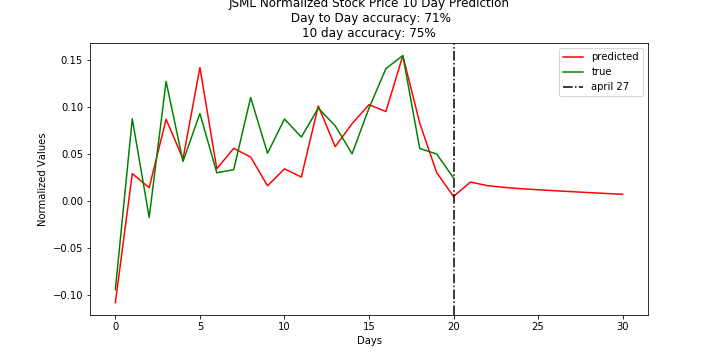 JSML Normalized Stock Price 10 Day Prediction
Day to Day accuracy: 71%
10 day accuracy: 75%
predicted
true
april 27
Normalized Values
0.15
0.10
0.05
0.00
−0.05
−0.10
0 5 10 15 20 25 30
Days